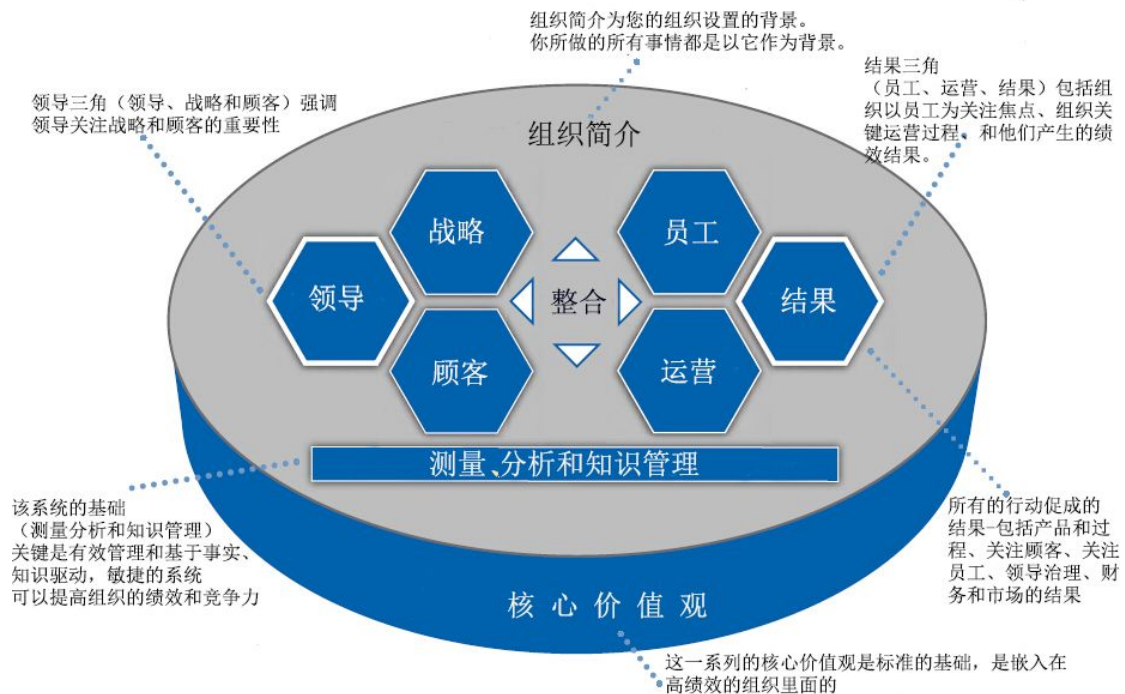 组织简介为您的组织设置的背景。
你所做的所有事情都是以它作为背景。
领导三角（领导、战略和顾客）强调
领导关注战略和顾客的重要性
结果三角
（员工、运营、结果）包括组
织以员工为关注焦点、组织关
键运营过程、和他们产生的绩
效结果。
组织简介
战略
员工
领导
整合
结果
顾客
运营
测量、分析和知识管理
该系统的基础
（测量分析和知识管理）
关键是有效管理和基于事实、
知识驱动，敏捷的系统
可以提高组织的绩效和竞争力
所有的行动促成的
结果-包括产品和过
程、关注顾客、关注
员工、领导治理、财
务和市场的结果
核心价值观
这一系列的核心价值观是标准的基础，是嵌入在
高绩效的组织里面的